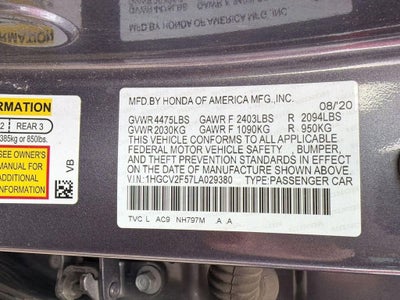 MFD.BY HONDA OF AMERICA MFG.,INC.
08/20
GVWR 4475LBS GAWR F 2403LBS R 2094LBS
GVWR 2030KG GAWR F 1090KG R 950KG
THIS VEHICLE CONFORMS TO ALL APPLICABLE
FEDERAL MOTOR VEHICLE SAFETY , BUMPER,
AND THEFT PREVENTION STANDARDS IN EFFECT ON THE
DATE OF MANUFACTURE SHOWN ABOVE.
VIN:1HGCV2F57LA029380 TYPE:PASSENGER CAR
TVC L AC9 NH797M A A
ORMATION
2 REAR 3
385kg or 850lbs.
SEE OWNER'S
MANUAL FOR
VB